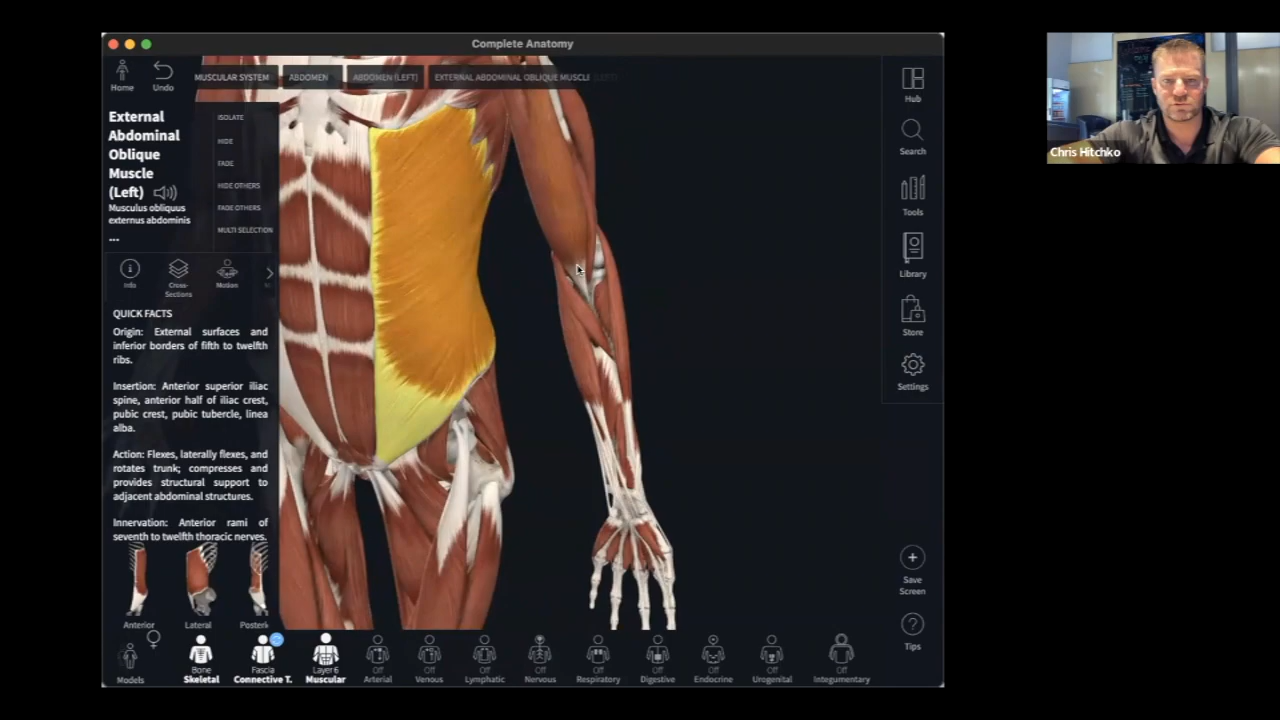 Complete Anatomy
Home
Undo
MUSCULAR SYSTEM
ABDOMEN
ABDOMEN (LEFT)
EXTERNAL ABDOMINAL OBLIQUE MUSCLE (LEFT)
External
Abdominal
Oblique
Muscle
(Left)
Musculus obliquus
externus abdominis
...
ISOLATE
HIDE
FADE
HIDE OTHERS
FADE OTHERS
MULTI SELECTION
Info
Cross-
Sections
Motion
QUICK FACTS
Origin: External surfaces and
inferior borders of fifth to twelfth
ribs.
Insertion: Anterior superior iliac
spine, anterior half of iliac crest,
pubic crest, pubic tubercle, linea
alba.
Action: Flexes, laterally flexes, and
rotates trunk; compresses and
provides structural support to
adjacent abdominal structures.
Innervation: Anterior rami of
seventh to twelfth thoracic nerves.
Anterior
Lateral
Posteri
Models
Bone
Skeletal
Fascia
Connective T.
Layer 6
Muscular
Off
Arterial
Off
Venous
Off
Lymphatic
Off
Nervous
Off
Respiratory
Off
Digestive
Off
Endocrine
Off
Urogenital
Off
Integumentary
Hub
Search
Tools
Library
Store
Settings
Save
Screen
Tips
Chris Hitchko